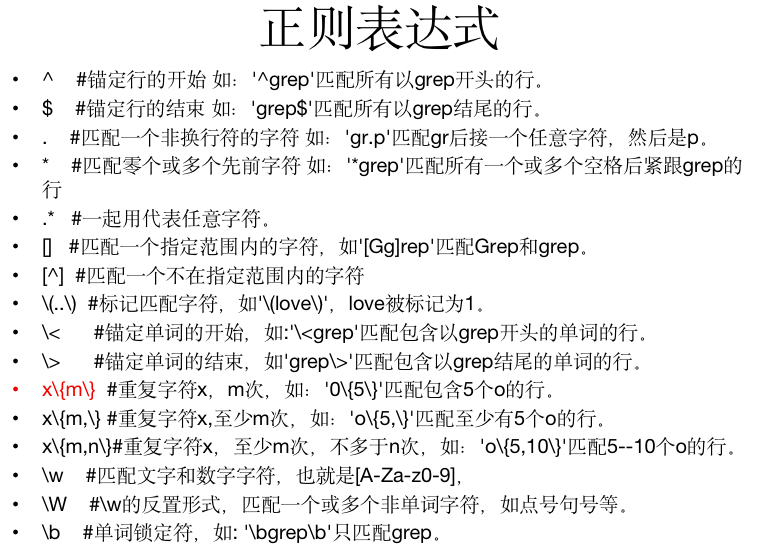 正则表达式
• ^ #锚定行的开始 如：'^grep'匹配所有以grep开头的行。
• $ #锚定行的结束 如：'grep$'匹配所有以grep结尾的行。
• . #匹配一个非换行符的字符 如：'gr.p'匹配gr后接一个任意字符，然后是p。
• * #匹配零个或多个先前字符 如：'*grep'匹配所有一个或多个空格后紧跟grep的
行
• .* #一起用代表任意字符。
• [] #匹配一个指定范围内的字符，如'[Gg]rep'匹配Grep和grep。
• [^] #匹配一个不在指定范围内的字符
• \(..\) #标记匹配字符，如'\(love\)'，love被标记为1。
• \< #锚定单词的开始，如:'\<grep'匹配包含以grep开头的单词的行。
• \> #锚定单词的结束，如'grep\>'匹配包含以grep结尾的单词的行。
• x\{m\} #重复字符x，m次，如：'0\{5\}'匹配包含5个o的行。
• x\{m,\} #重复字符x,至少m次，如：'o\{5,\}'匹配至少有5个o的行。
• x\{m,n\}#重复字符x，至少m次，不多于n次，如：'o\{5,10\}'匹配5--10个o的行。
• \w #匹配文字和数字字符，也就是[A-Za-z0-9]，
• \W #\w的反置形式，匹配一个或多个非单词字符，如点号句号等。
• \b #单词锁定符，如: '\bgrep\b'只匹配grep。